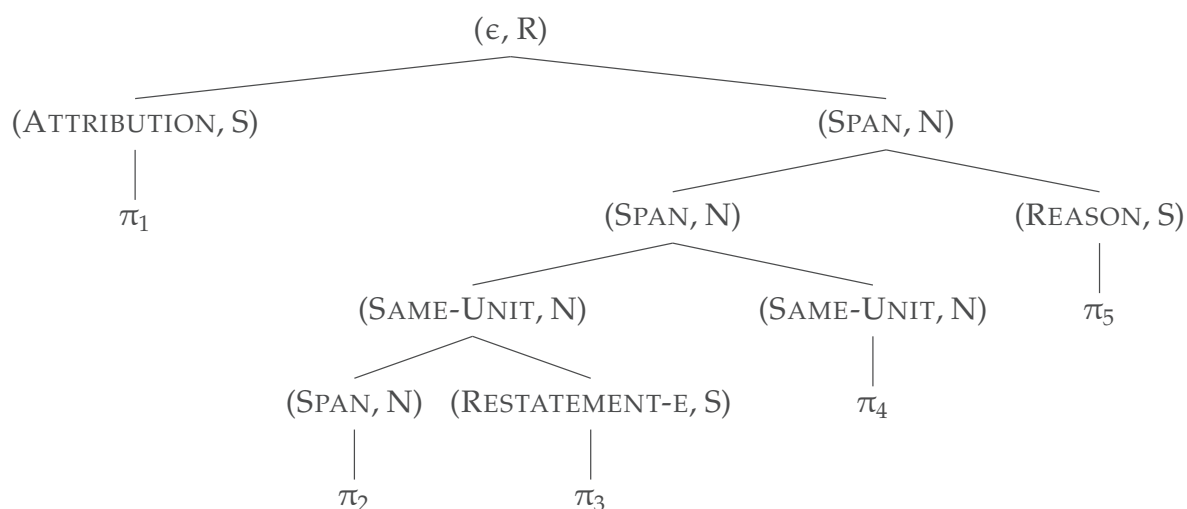 (ϵ, R)
(ATTRIBUTION, S) (SPAN, N)
π1 (SPAN, N) (REASON, S)
(SAME-UNIT, N) (SAME-UNIT, N) π5
(SPAN, N) (RESTATEMENT-E, S) π4
π2 π3